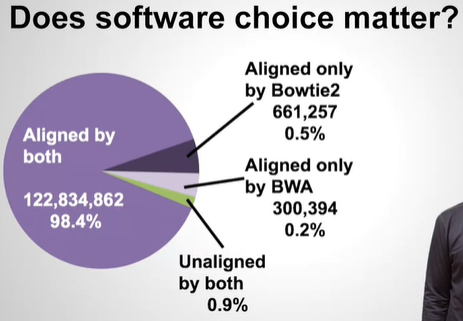 Does software choice matter?
Aligned only
by Bowtie2
661,257
0.5%
Aligned by
both
122,834,862
98.4%
Aligned only
by BWA
300,394
0.2%
Unaligned
by both
0.9%